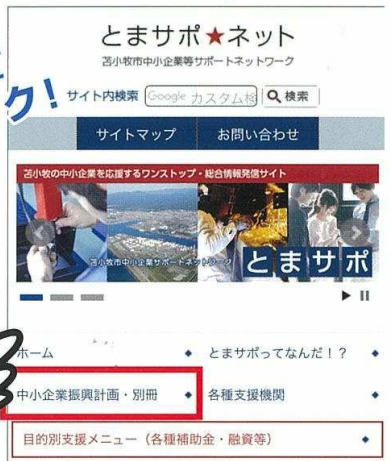 とまサポ★ネット
苫小牧市中小企業等サポートネットワーク
ク!
サイト内検索 Google カスタム検 検索
サイトマップ お問い合わせ
苫小牧の中小企業を応援するワンストップ・総合情報発信サイト
苫小牧市中小企業サポートネットワーク
とまサポ
ホーム ◆ とまサポってなんだ!? ◆
中小企業振興計画・別冊 ◆ 各種支援機関 ◆
目的別支援メニュー(各種補助金・融資等) ◆